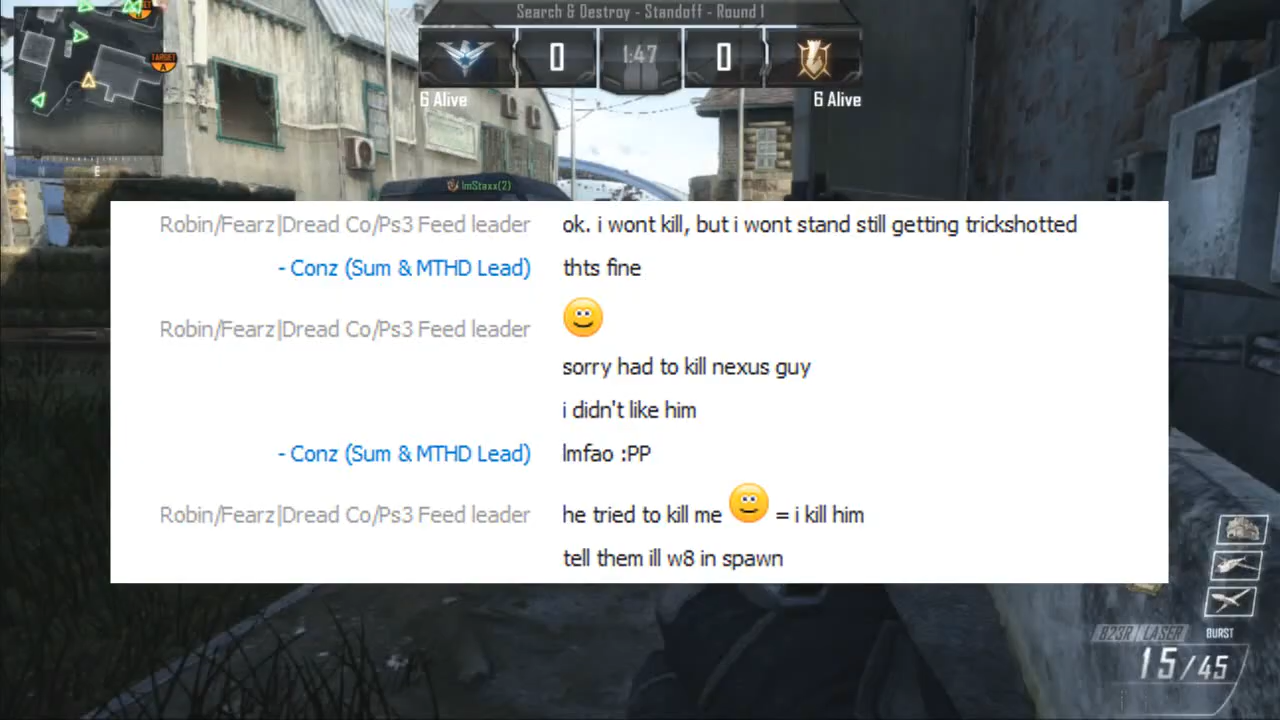 Search & Destroy - Standoff - Round 1
0 1:47 0
6 Alive 6 Alive
TARGET
A
E
ImStaxx(2)
Robin/Fearz|Dread Co/Ps3 Feed leader ok. i wont kill, but i wont stand still getting trickshotted
- Conz (Sum & MTHD Lead) thts fine
Robin/Fearz|Dread Co/Ps3 Feed leader
sorry had to kill nexus guy
i didn't like him
- Conz (Sum & MTHD Lead) lmfao :PP
Robin/Fearz|Dread Co/Ps3 Feed leader he tried to kill me = i kill him
tell them ill w8 in spawn
B23R LASER BURST
15/45